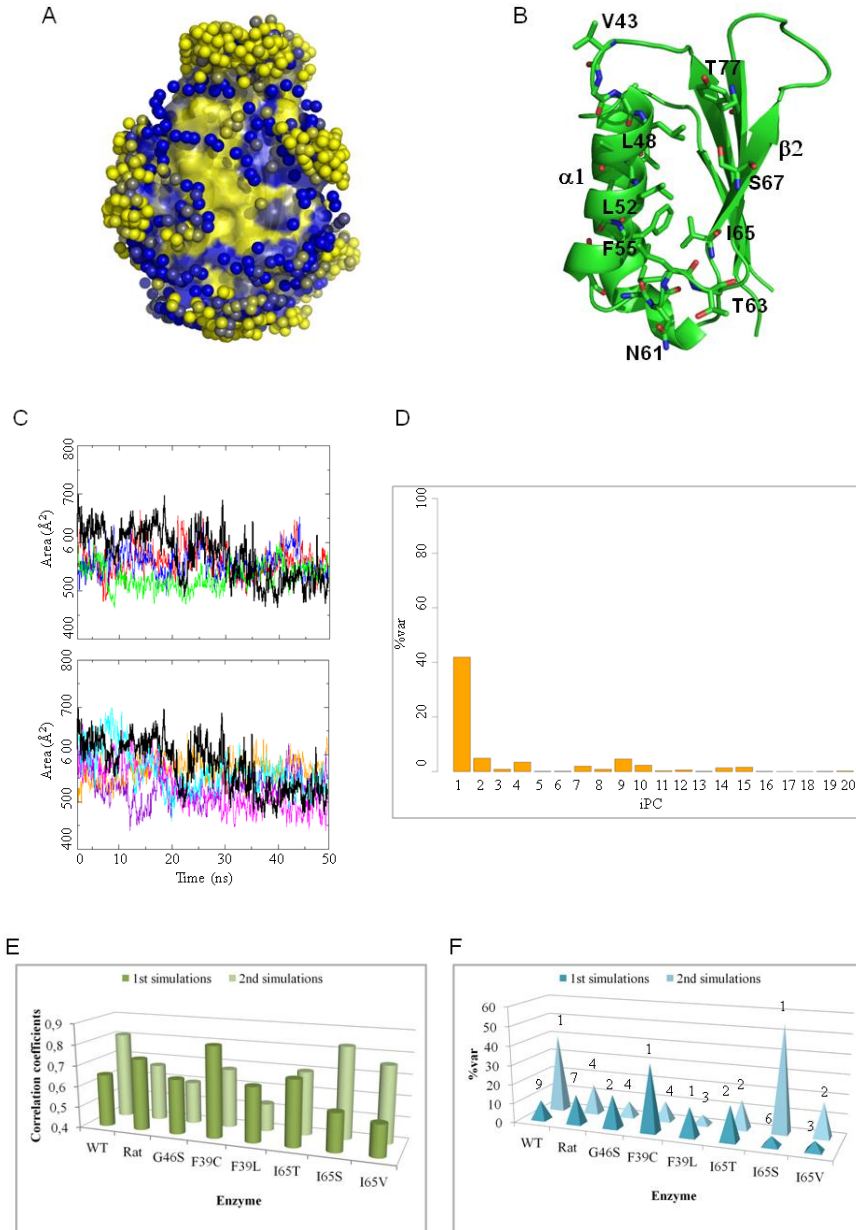 A
B
V43
T77
L48
α1
β2
S67
L52
I65
F55
T63
N61
C
D
800
700
6 00
500
400
Area (Å²)
800
700
6 00
500
400
Area (Å²)
0 10 20 30 40 50
Time (ns)
100
80
60
40
20
0
%var
1 2 3 4 5 6 7 8 9 10 11 12 13 14 15 16 17 18 19 20
iPC
E
1st simulations 2nd simulations
0,9
0,8
0,7
0,6
0,5
0,4
Correlation coefficients
WT Rat G46S F39C F39L I65T I65S I65V
Enzyme
F
1st simulations 2nd simulations
60
50
40
30
20
10
0
%var
9 1 7 4 2 4 1 4 1 3 2 2 6 1 3 2
WT Rat G46S F39C F39L I65T I65S I65V
Enzyme